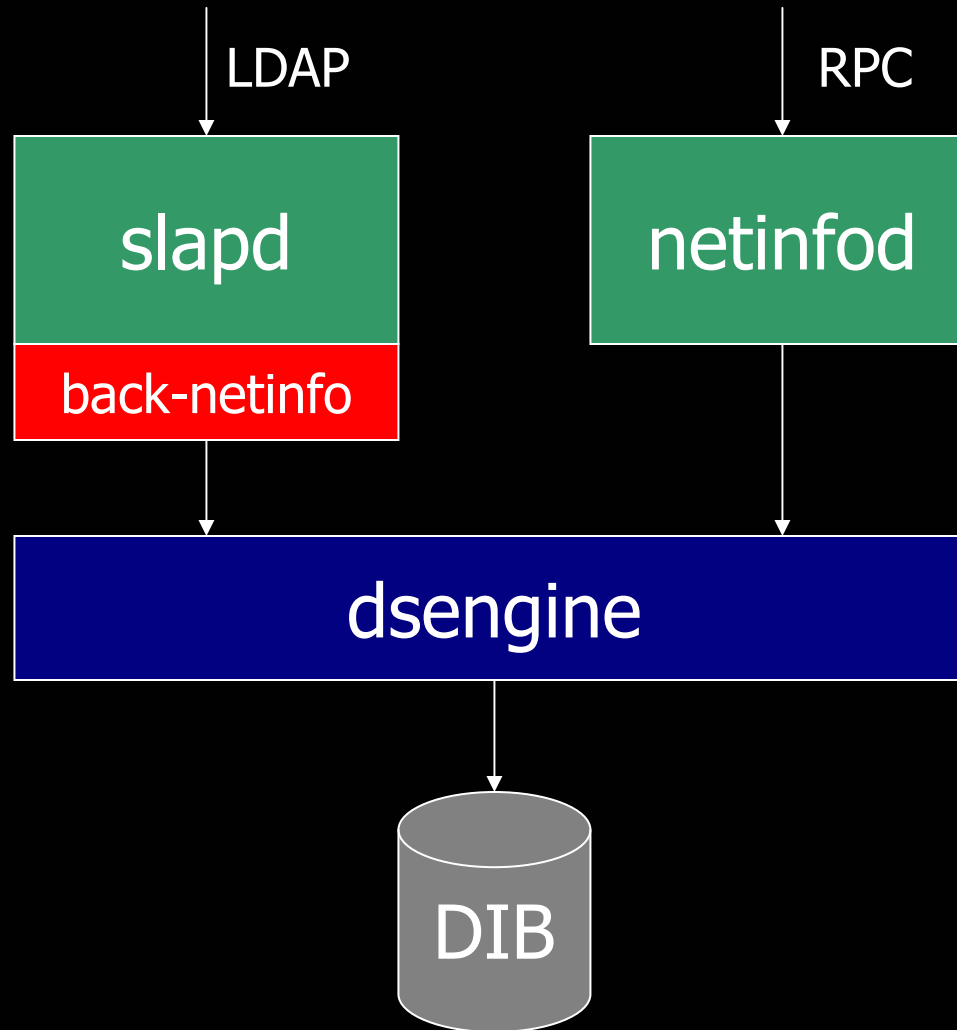 LDAP
RPC
slapd
netinfod
back-netinfo
dsengine
DIB